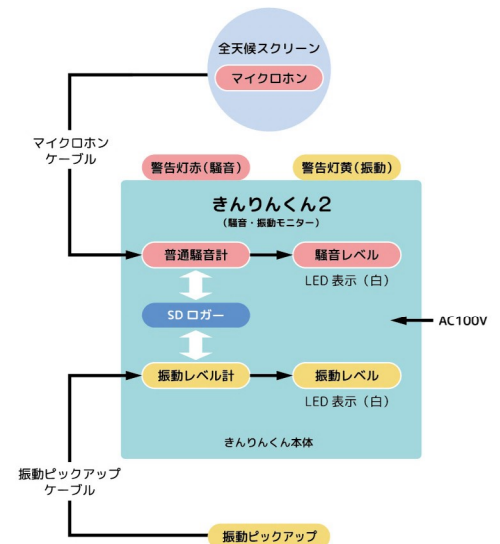 全天候スクリーン
マイクロホン
マイクロホン
ケーブル
警告灯赤（騒音）
警告灯黄（振動）
きんりんくん2
（騒音・振動モニター）
普通騒音計
騒音レベル
LED 表示（白）
SD ロガー
AC100V
振動レベル計
振動レベル
LED 表示（白）
きんりんくん本体
振動ピックアップ
ケーブル
振動ピックアップ